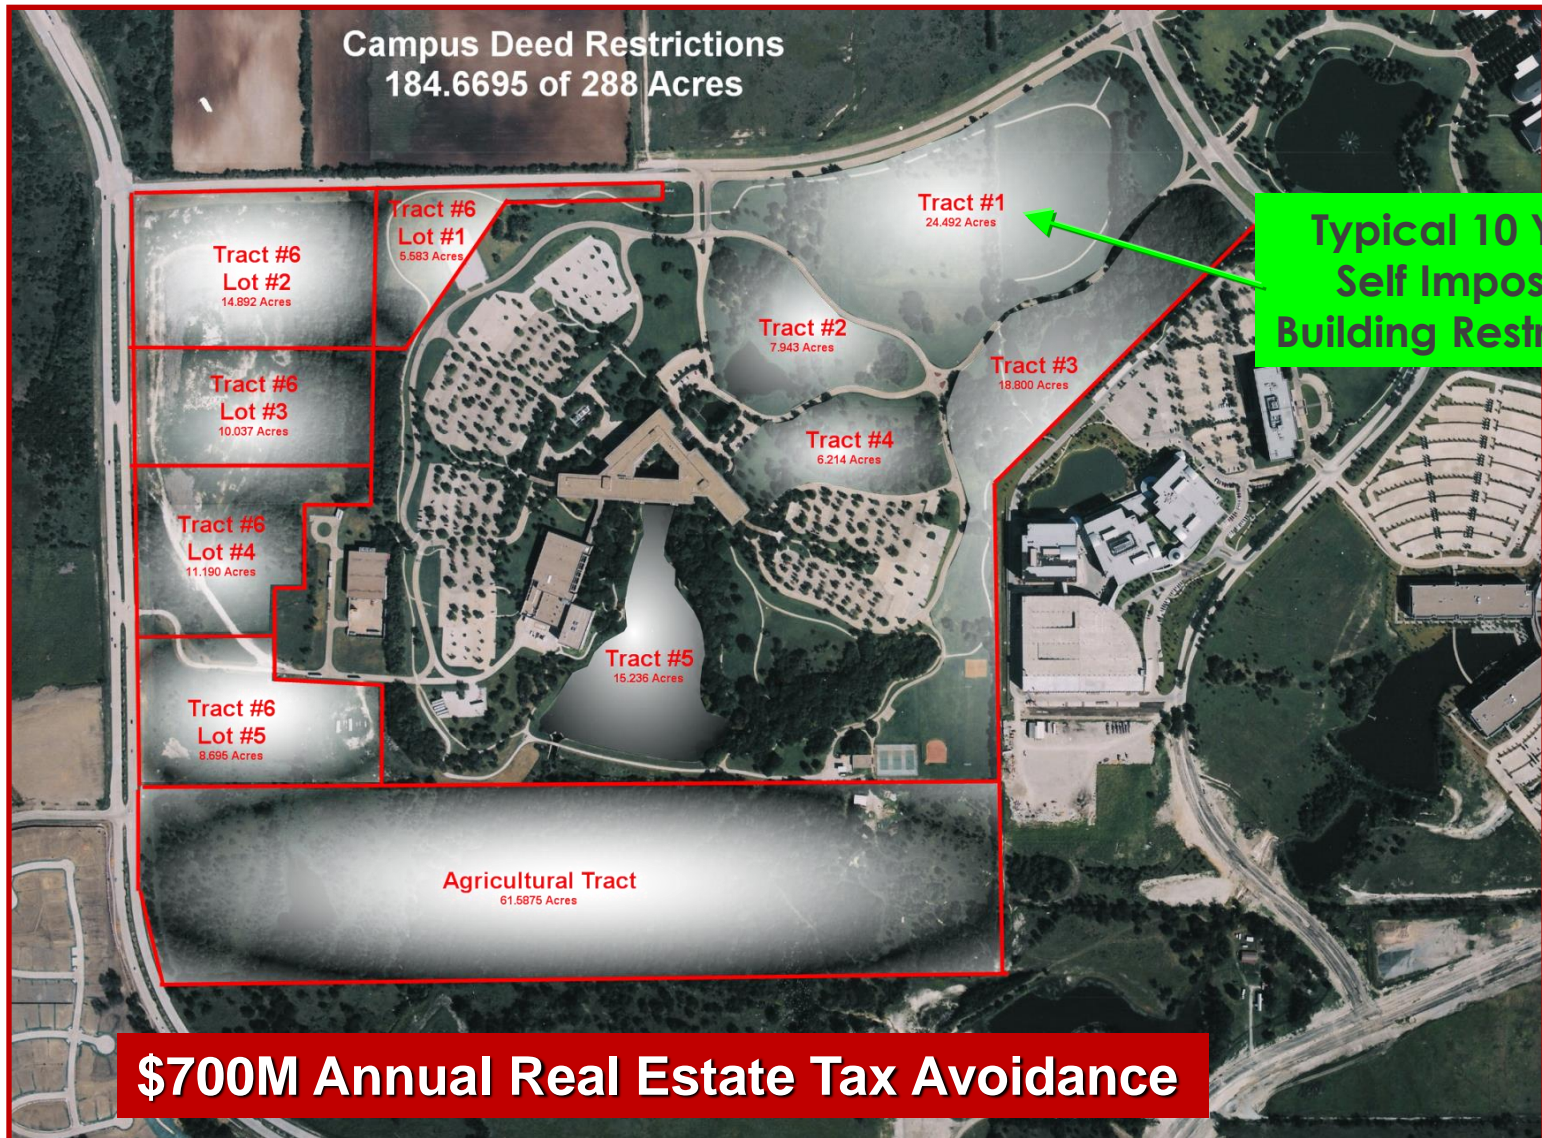 Campus Deed Restrictions
184.6695 of 288 Acres
Tract #1
24.492 Acres
Typical 10 Y
Self Impos
Building Restr
Tract #6
Lot #1
5.583 Acres
Tract #6
Lot #2
14.892 Acres
Tract #2
7.943 Acres
Tract #3
18.800 Acres
Tract #6
Lot #3
10.037 Acres
Tract #4
6.214 Acres
Tract #6
Lot #4
11.190 Acres
Tract #5
15.236 Acres
Tract #6
Lot #5
8.695 Acres
Agricultural Tract
61.5875 Acres
$700M Annual Real Estate Tax Avoidance